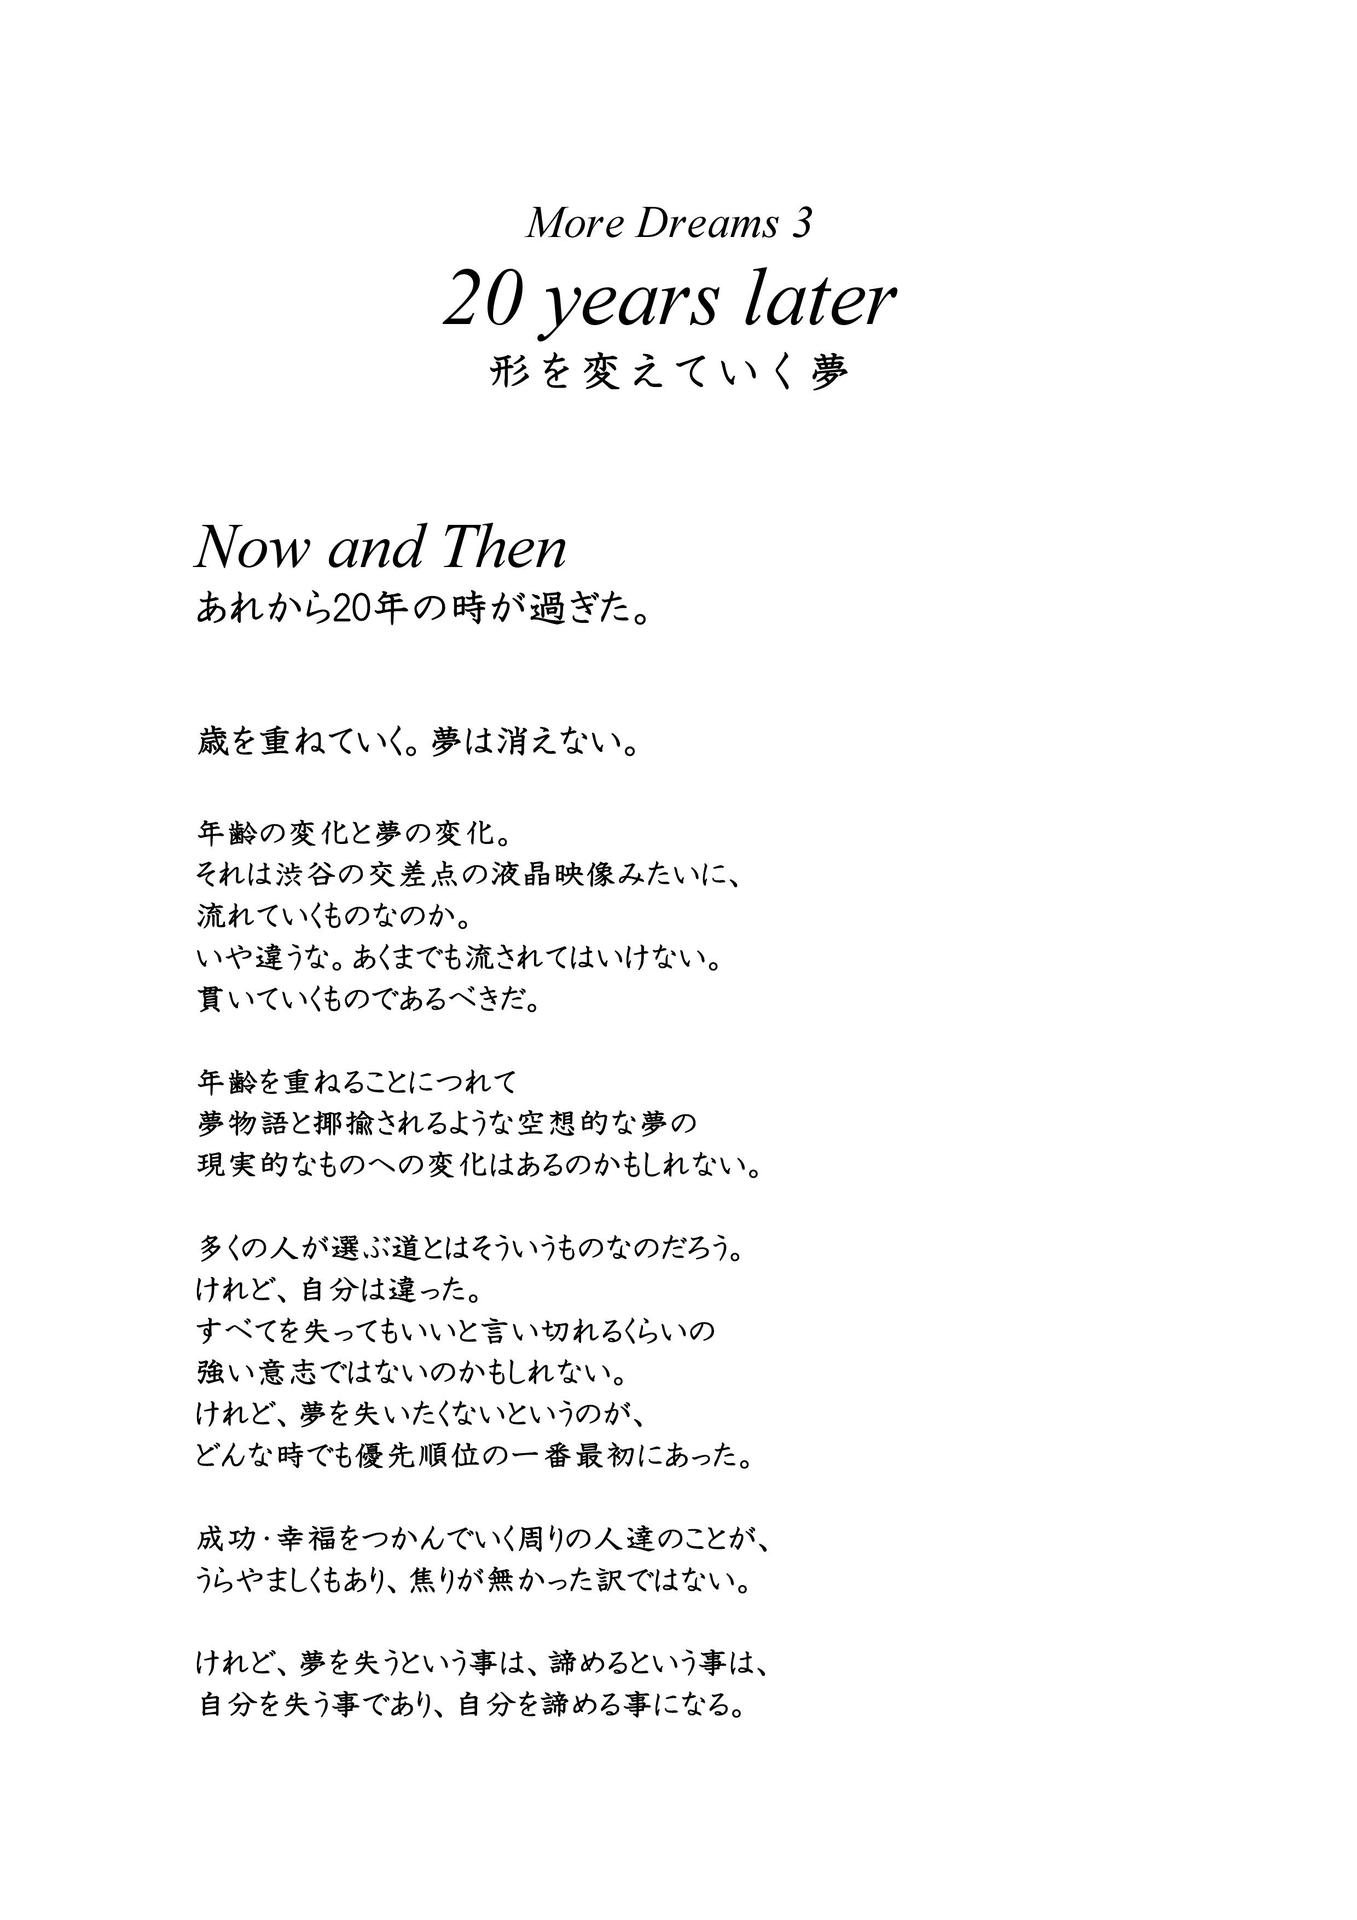 More Dreams 3
20 years later
形を変えていく夢
Now and Then
あれから20年の時が過ぎた。
歳を重ねていく。夢は消えない。
年齢の変化と夢の変化。
それは渋谷の交差点の液晶映像みたいに、
流れていくものなのか。
いや違うな。あくまでも流されてはいけない。
貫いていくものであるべきだ。
年齢を重ねることにつれて
夢物語と揶揄されるような空想的な夢の
現実的なものへの変化はあるのかもしれない。
多くの人が選ぶ道とはそういうものなのだろう。
けれど、自分は違った。
すべてを失ってもいいと言い切れるくらいの
強い意志ではないのかもしれない。
けれど、夢を失いたくないというのが、
どんな時でも優先順位の一番最初にあった。
成功・幸福をつかんでいく周りの人達のことが、
うらやましくもあり、焦りが無かった訳ではない。
けれど、夢を失うという事は、諦めるという事は、
自分を失う事であり、自分を諦める事になる。